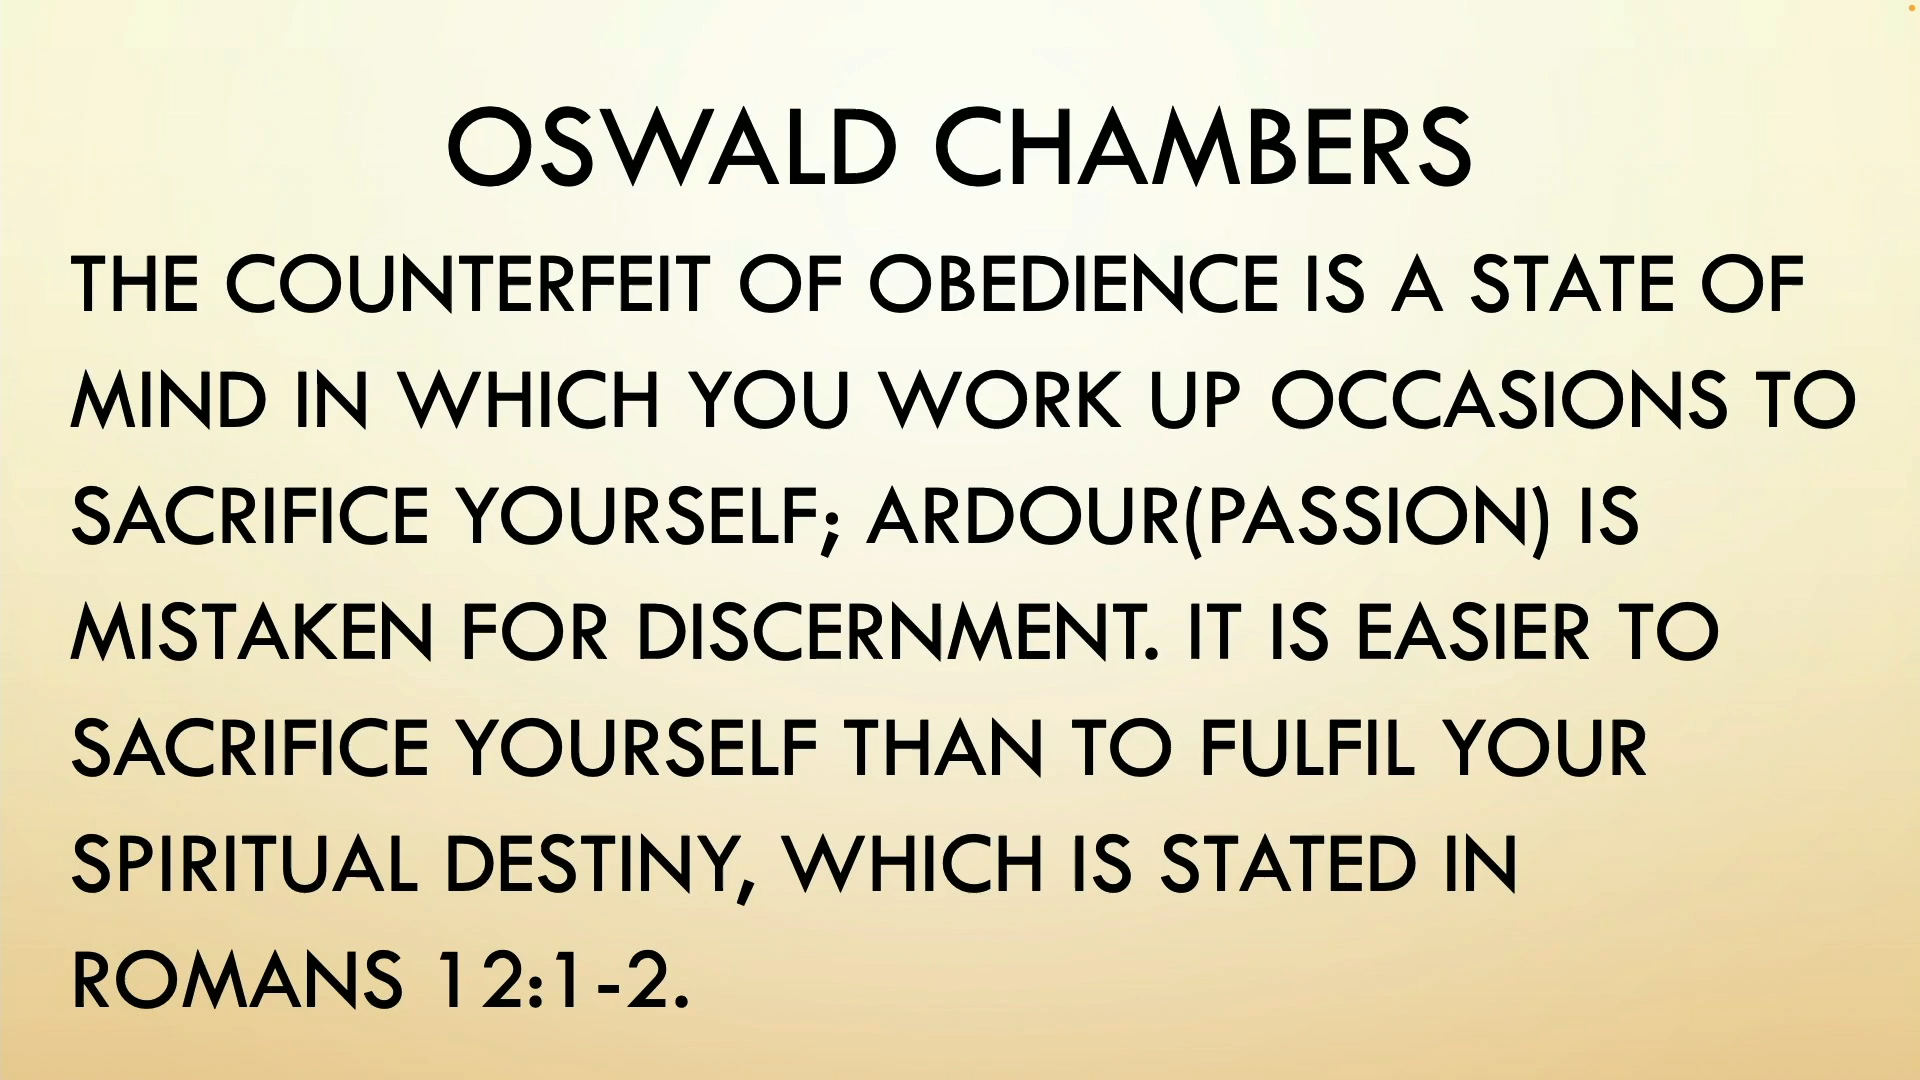 OSWALD CHAMBERS
THE COUNTERFEIT OF OBEDIENCE IS A STATE OF
MIND IN WHICH YOU WORK UP OCCASIONS TO
SACRIFICE YOURSELF; ARDOUR(PASSION) IS
MISTAKEN FOR DISCERNMENT. IT IS EASIER TO
SACRIFICE YOURSELF THAN TO FULFIL YOUR
SPIRITUAL DESTINY, WHICH IS STATED IN
ROMANS 12:1-2.